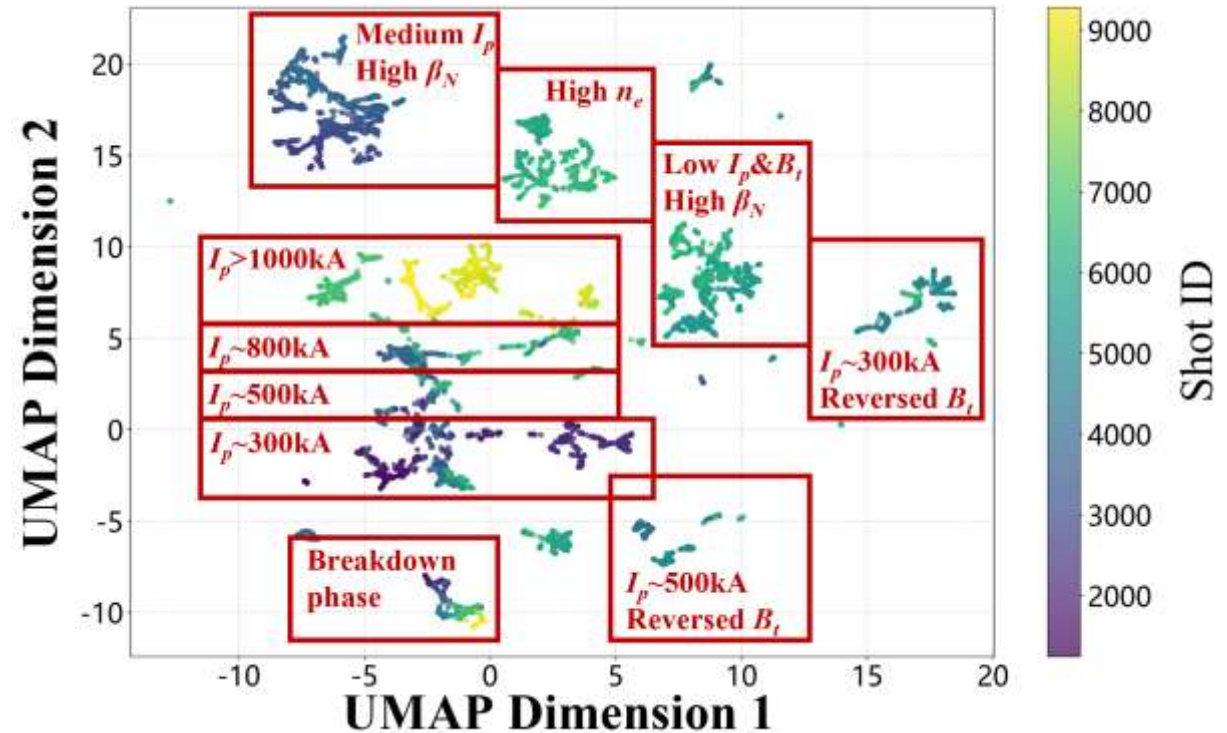 Medium I_p
High β_N
High n_e
Low I_p&B_t
High β_N
I_p>1000kA
I_p~800kA
I_p~500kA
I_p~300kA
I_p~300kA
Reversed B_t
Breakdown
phase
I_p~500kA
Reversed B_t
20
15
10
5
0
-5
-10
UMAP Dimension 2
-10
-5
0
5
10
15
20
UMAP Dimension 1
9000
8000
7000
6000
5000
4000
3000
2000
Shot ID